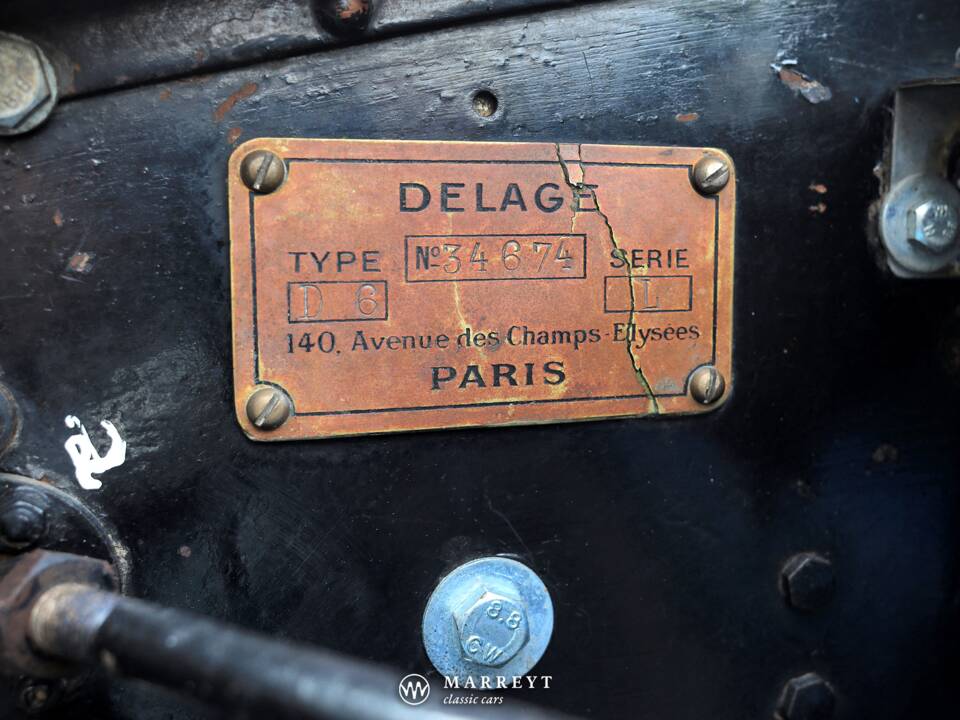 DELAGE
TYPE Nº34674 SERIE
D 6 L
140, Avenue des Champs-Elysées
PARIS
8.8
GW
MARREYT
classic cars